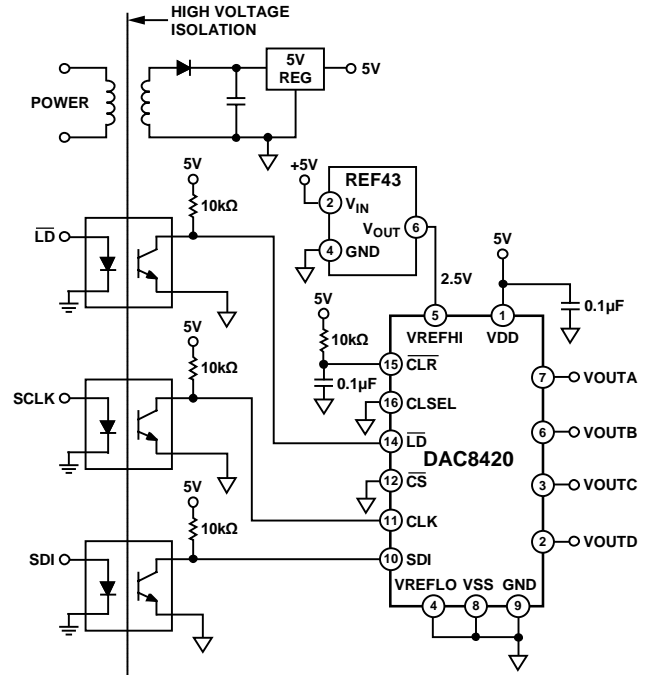 HIGH VOLTAGE
ISOLATION
POWER
5V
REG
5V
5V
10kΩ
LD
+5V
REF43
2
VIN
VOUT
6
4
GND
2.5V
5V
0.1µF
5
VREFHI
1
VDD
5V
10kΩ
15
CLR
0.1µF
16
CLSEL
14
LD
DAC8420
12
CS
11
CLK
10
SDI
VREFLO
VSS
GND
4
8
9
7
VOUTA
6
VOUTB
3
VOUTC
2
VOUTD
5V
10kΩ
SCLK
5V
10kΩ
SDI